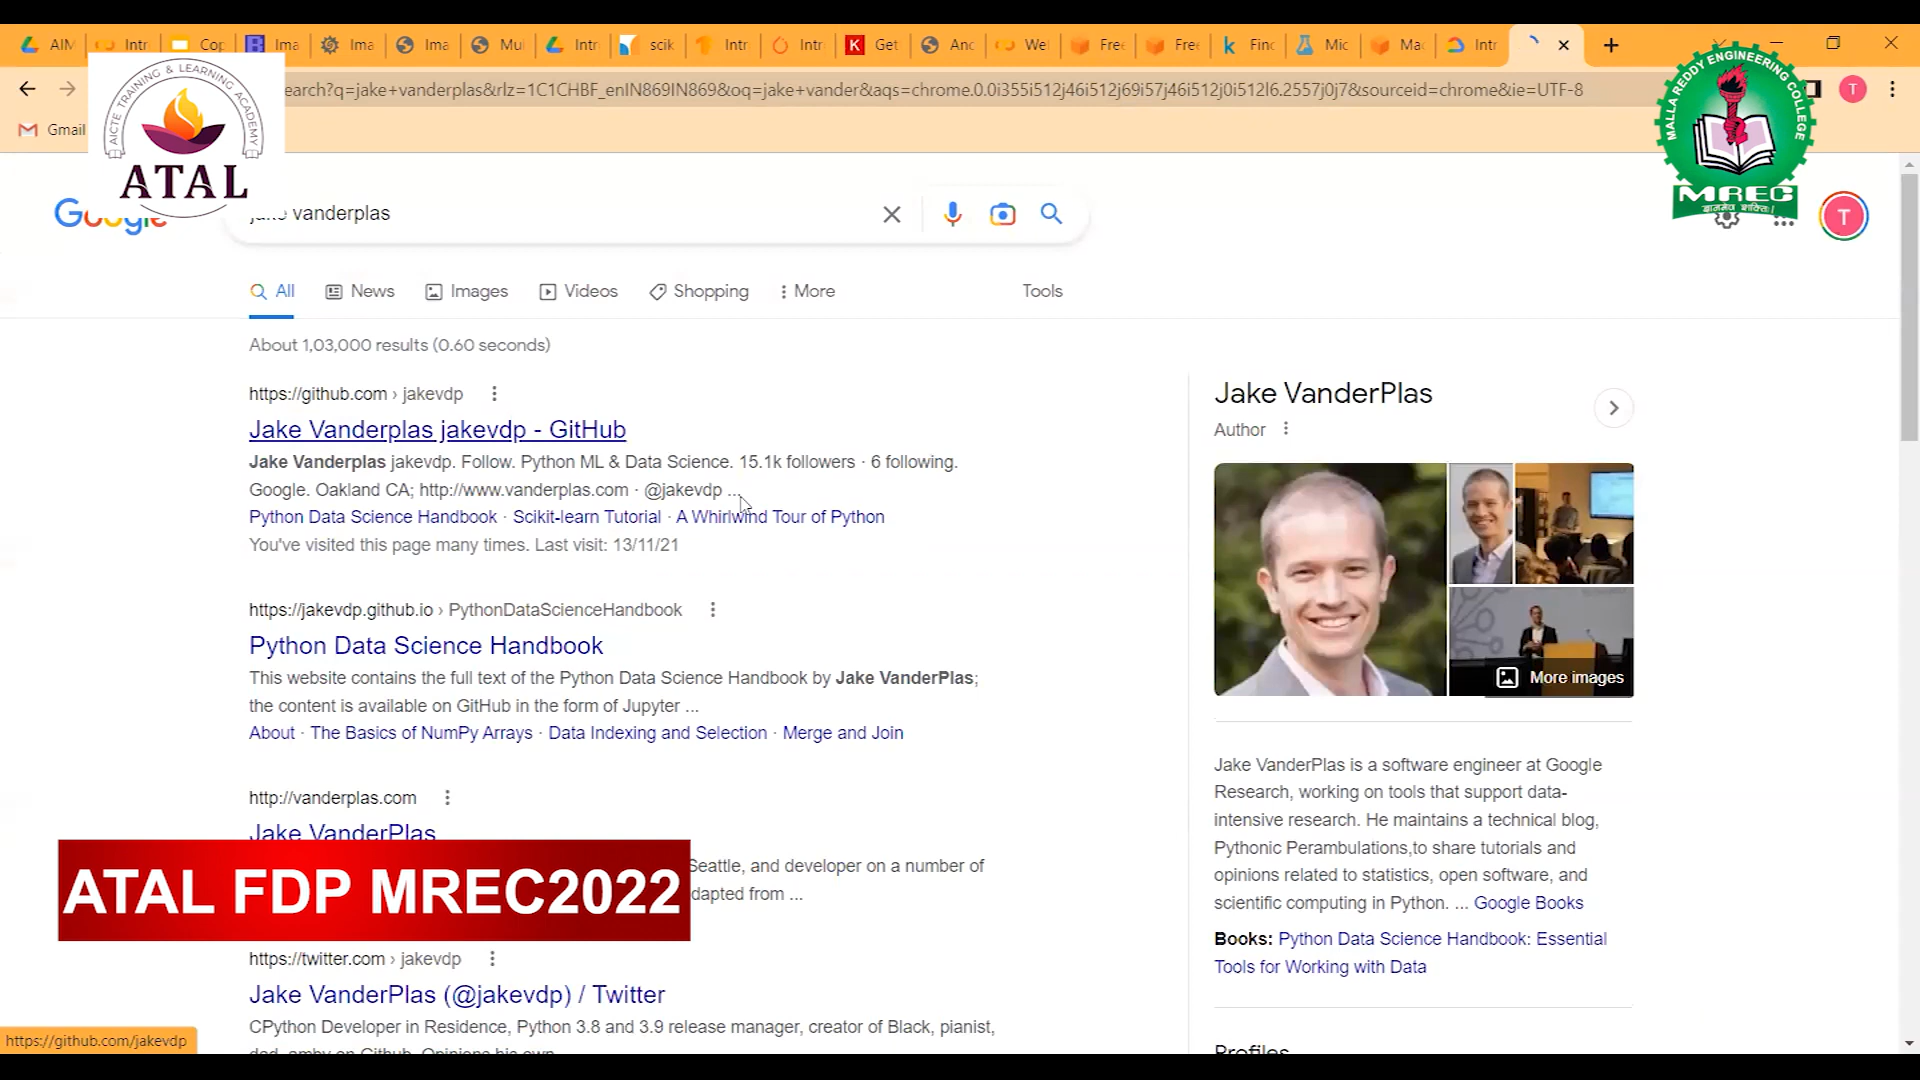 AIM
Intr
Cop
Ima
Ima
Ima
Mul
Intr
scik
Intr
Intr
Get
Anc
Wel
Free
Free
Finc
Mic
Mac
Intr
earch?q=jake+vanderplas&rlz=1C1CHBF_enIN869IN869&oq=jake+vander&aqs=chrome.0.0i355i512j46i512j69i57j46i512j0i512l6.2557j0j7&sourceid=chrome&ie=UTF-8
T
Gmail
AICTE TRAINING & LEARNING ACADEMY
ATAL
MALLA REDDY ENGINEERING COLLEGE
MREC
Google
jake vanderplas
T
All
News
Images
Videos
Shopping
More
Tools
About 1,03,000 results (0.60 seconds)
https://github.com › jakevdp
Jake Vanderplas jakevdp - GitHub
Jake Vanderplas jakevdp. Follow. Python ML & Data Science. 15.1k followers · 6 following.
Google. Oakland CA; http://www.vanderplas.com · @jakevdp ...
Python Data Science Handbook · Scikit-learn Tutorial · A Whirlwind Tour of Python
You've visited this page many times. Last visit: 13/11/21
https://jakevdp.github.io › PythonDataScienceHandbook
Python Data Science Handbook
This website contains the full text of the Python Data Science Handbook by Jake VanderPlas;
the content is available on GitHub in the form of Jupyter ...
About · The Basics of NumPy Arrays · Data Indexing and Selection · Merge and Join
http://vanderplas.com
Jake VanderPlas
Seattle, and developer on a number of
dapted from ...
ATAL FDP MREC2022
https://twitter.com › jakevdp
Jake VanderPlas (@jakevdp) / Twitter
CPython Developer in Residence, Python 3.8 and 3.9 release manager, creator of Black, pianist,
dad. amby on Github. Opinions his own
https://github.com/jakevdp
Jake VanderPlas
Author
More images
Jake VanderPlas is a software engineer at Google
Research, working on tools that support data-
intensive research. He maintains a technical blog,
Pythonic Perambulations,to share tutorials and
opinions related to statistics, open software, and
scientific computing in Python. ... Google Books
Books: Python Data Science Handbook: Essential
Tools for Working with Data
Profiles